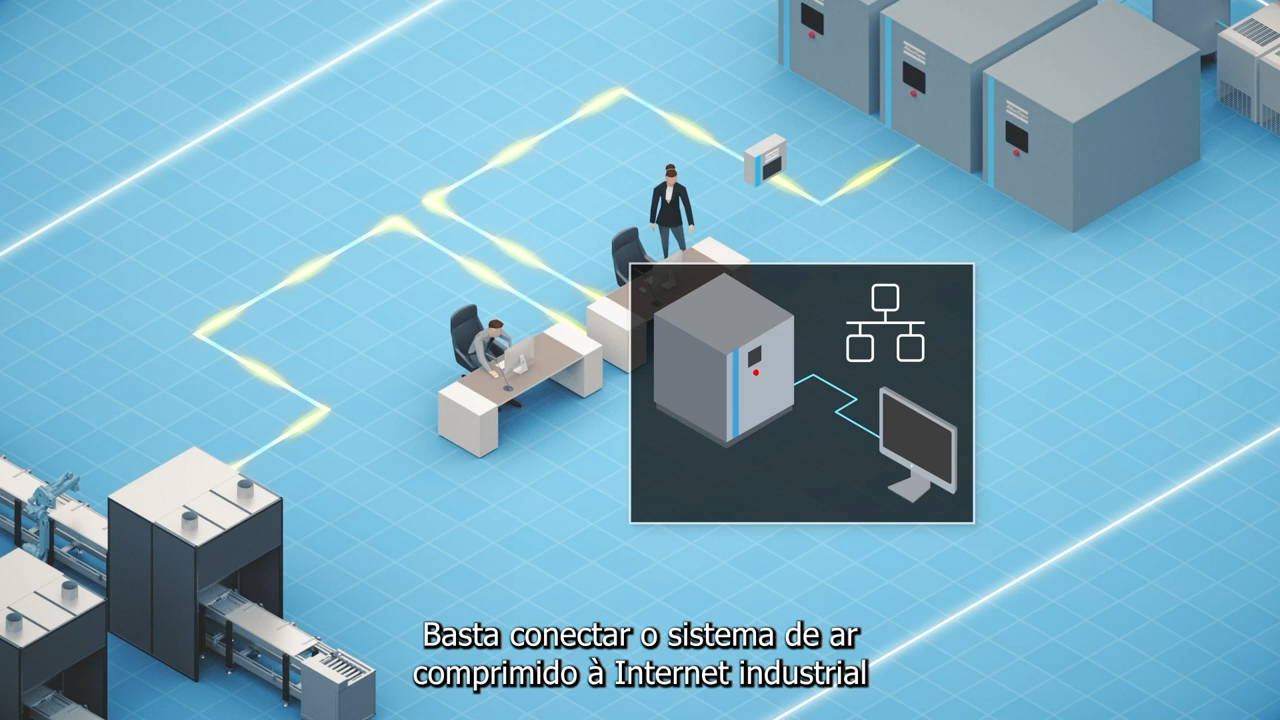 Basta conectar o sistema de ar
comprimido à Internet industrial